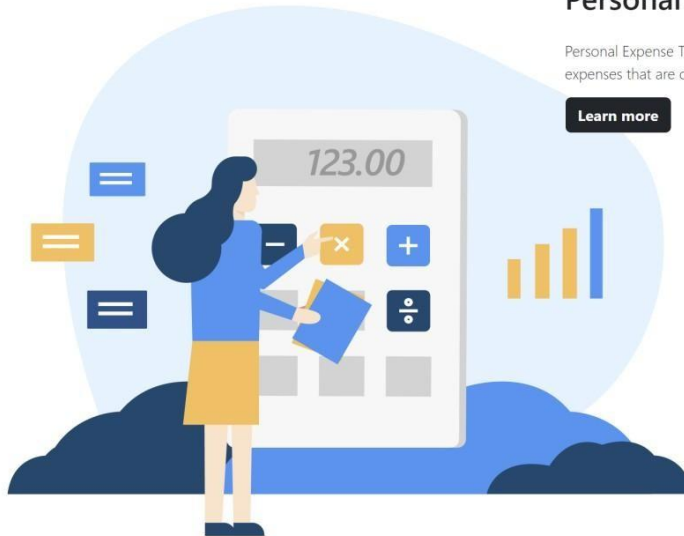 Personal
Personal Expense
expenses that are
Learn more
123.00
− × +
÷